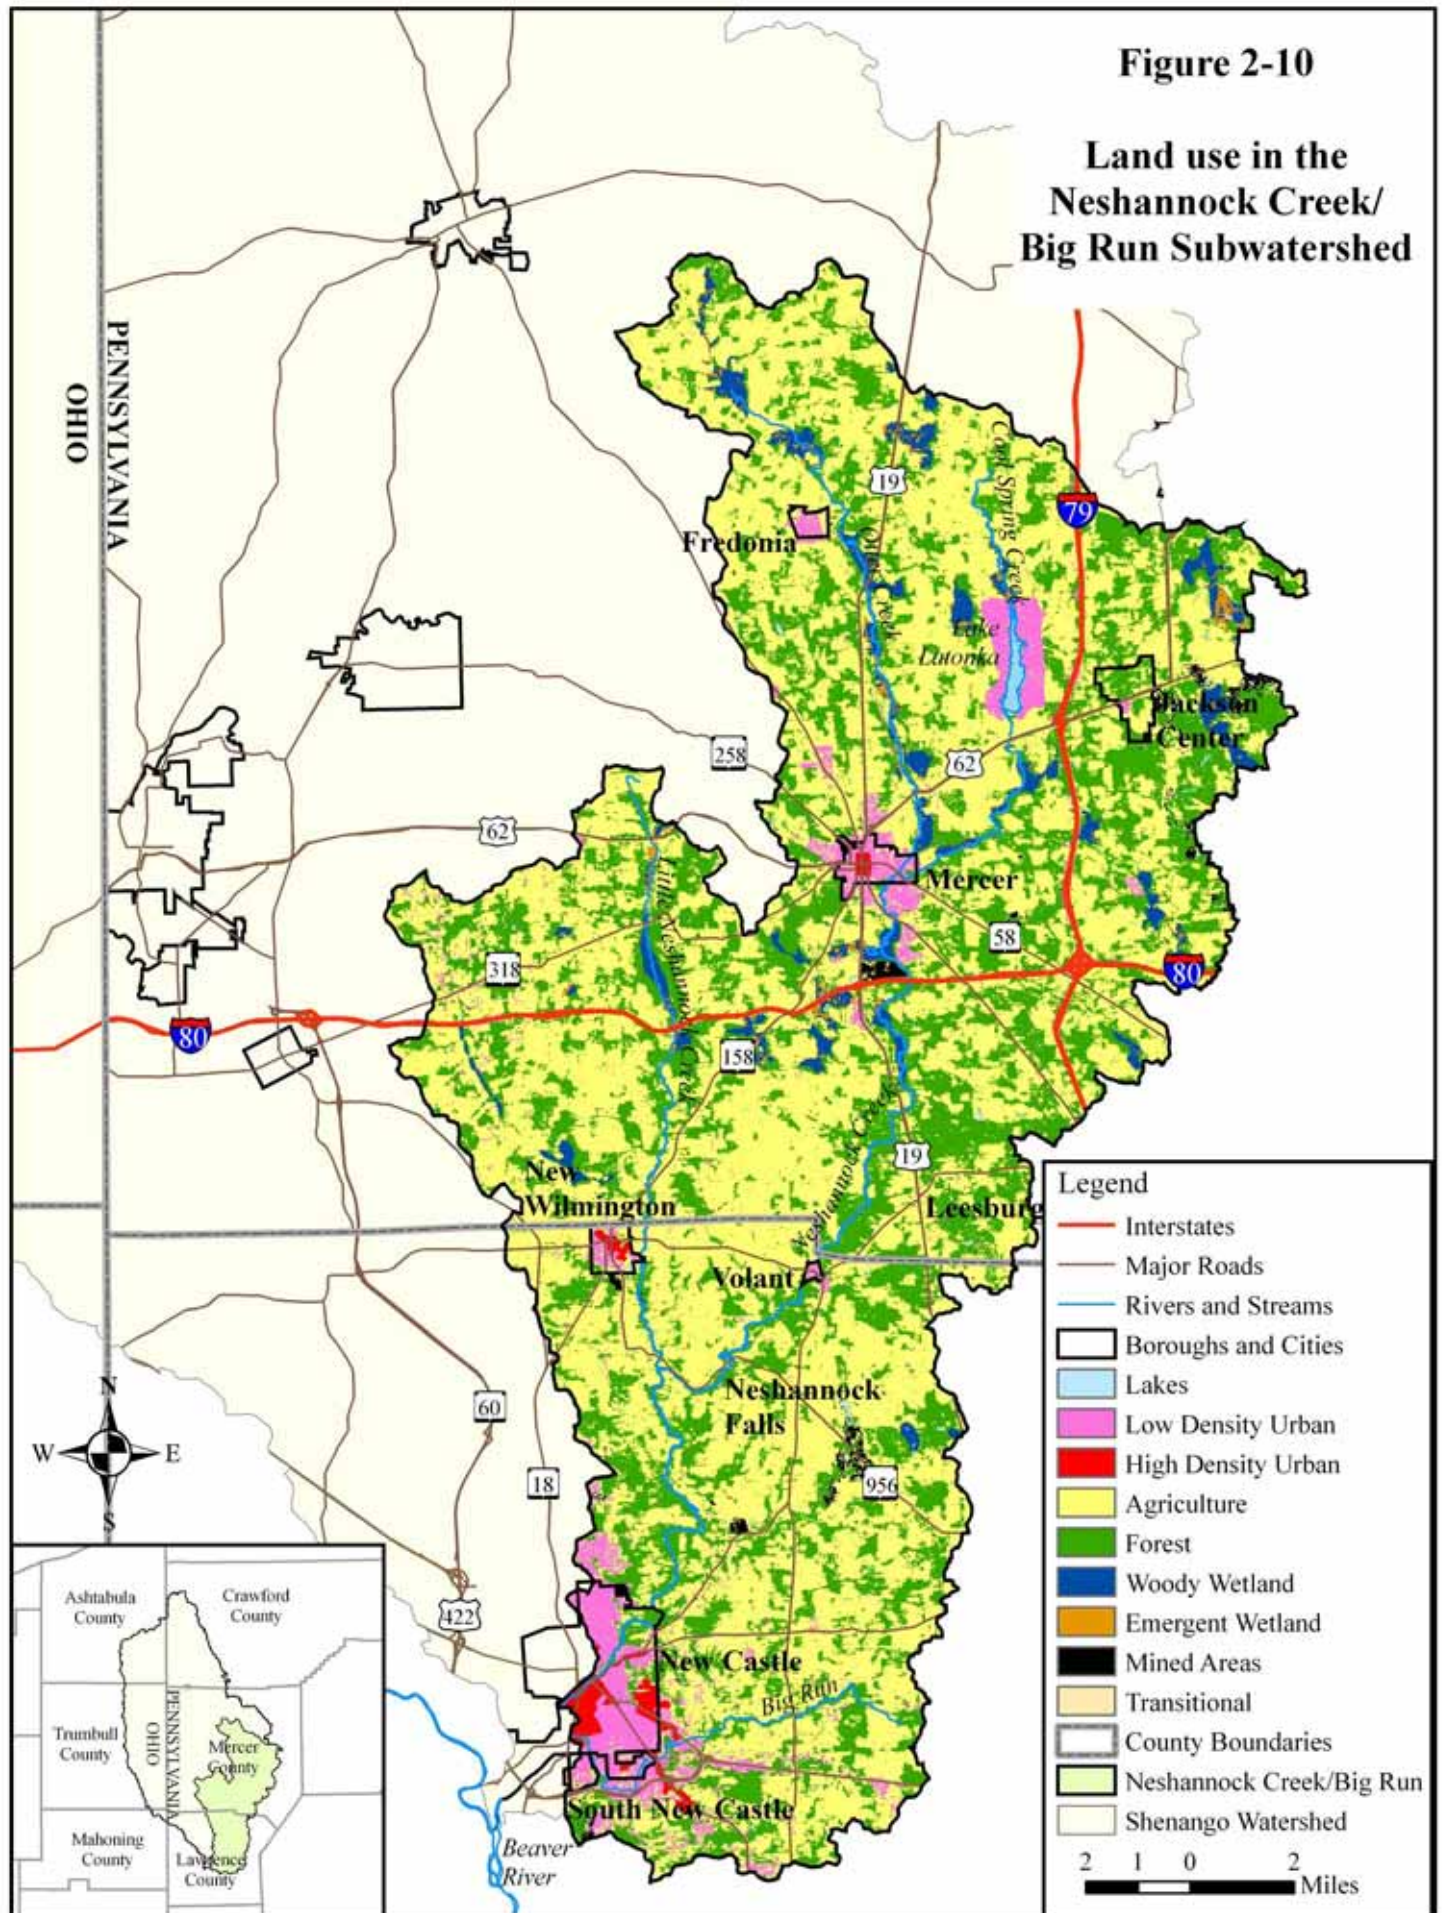 Figure 2-10
Land use in the
Neshannock Creek/
Big Run Subwatershed
PENNSYLVANIA
OHIO
19
Cool Spring Creek
79
4
Fredonia
Otter Creek
Lake
Latonka
Jackson
Center
258
62
62
Mercer
Little Neshannock Creek
58
318
80
80
158
Neshannock Creek
19
New
Wilmington
Leesburg
Volant
Neshannock
Falls
60
18
956
422
New Castle
Big Run
South New Castle
Beaver
River
N
W
E
S
Ashtabula
County
Crawford
County
Trumbull
County
OHIO
PENNSYLVANIA
Mercer
County
Mahoning
County
Lawrence
County
Legend
Interstates
Major Roads
Rivers and Streams
Boroughs and Cities
Lakes
Low Density Urban
High Density Urban
Agriculture
Forest
Woody Wetland
Emergent Wetland
Mined Areas
Transitional
County Boundaries
Neshannock Creek/Big Run
Shenango Watershed
2 1 0 2
Miles